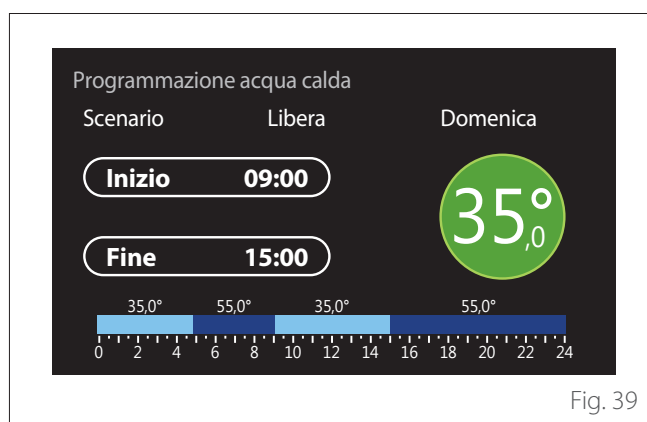 Programmazione acqua calda
Scenario Libera Domenica
Inizio 09:00
35,0°
Fine 15:00
35,0° 55,0° 35,0° 55,0°
0 2 4 6 8 10 12 14 16 18 20 22 24
Fig. 39